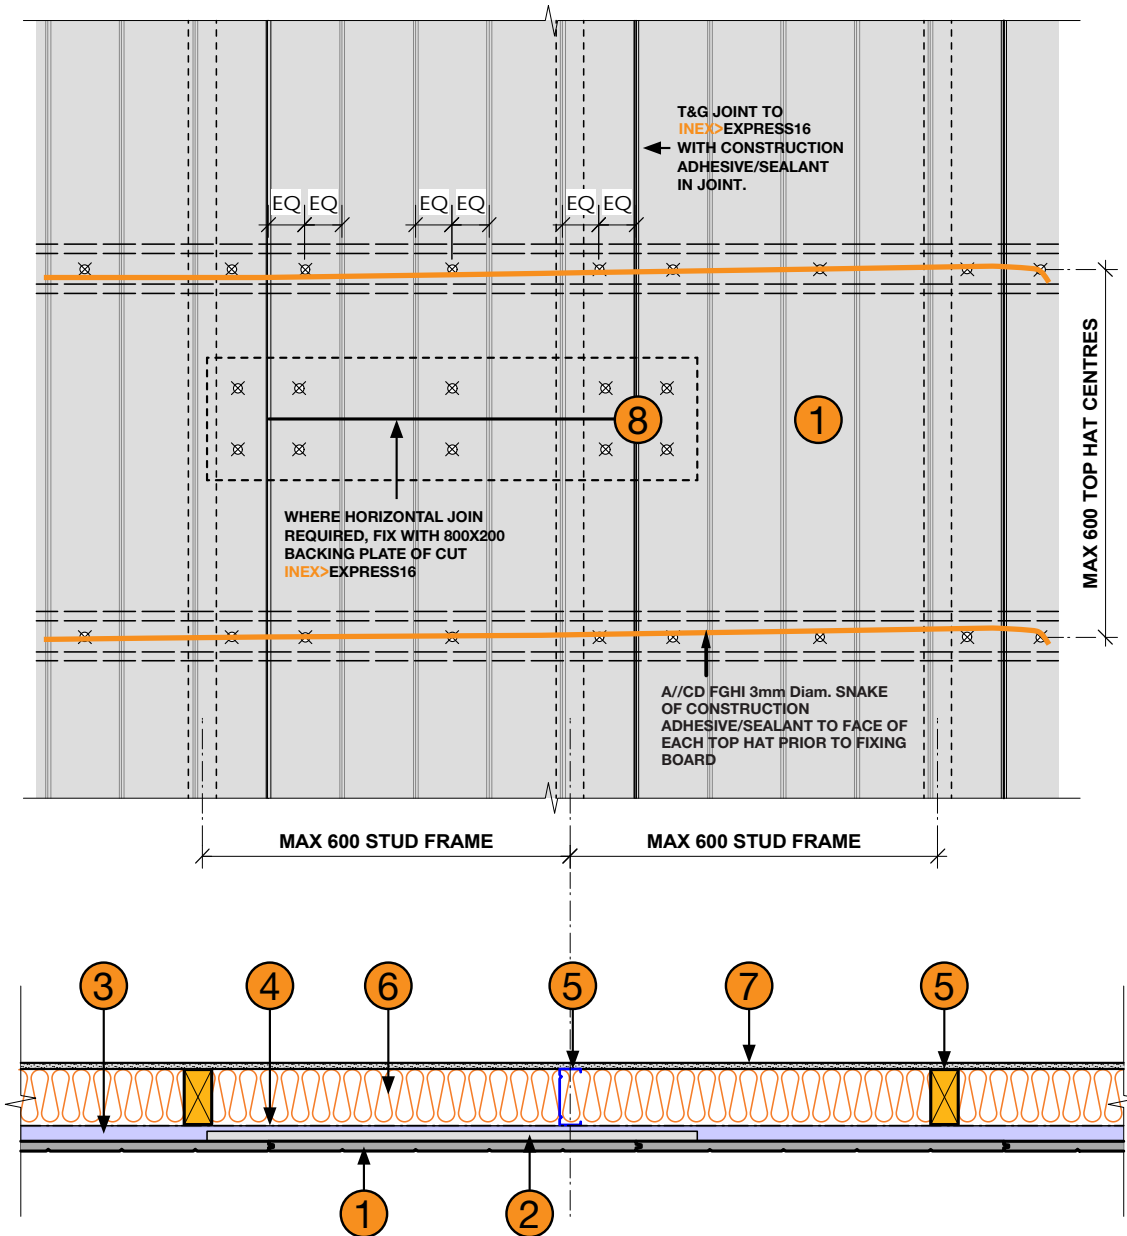 T&G JOINT TO
INEX>EXPRESS16
WITH CONSTRUCTION
ADHESIVE/SEALANT
IN JOINT.
EQ EQ EQ EQ EQ EQ
8
1
MAX 600 TOP HAT CENTRES
WHERE HORIZONTAL JOIN
REQUIRED, FIX WITH 800X200
BACKING PLATE OF CUT
INEX>EXPRESS16
A//CD FGHI 3mm Diam. SNAKE
OF CONSTRUCTION
ADHESIVE/SEALANT TO FACE OF
EACH TOP HAT PRIOR TO FIXING
BOARD
MAX 600 STUD FRAME MAX 600 STUD FRAME
3 4 6 5 7 5
1 2